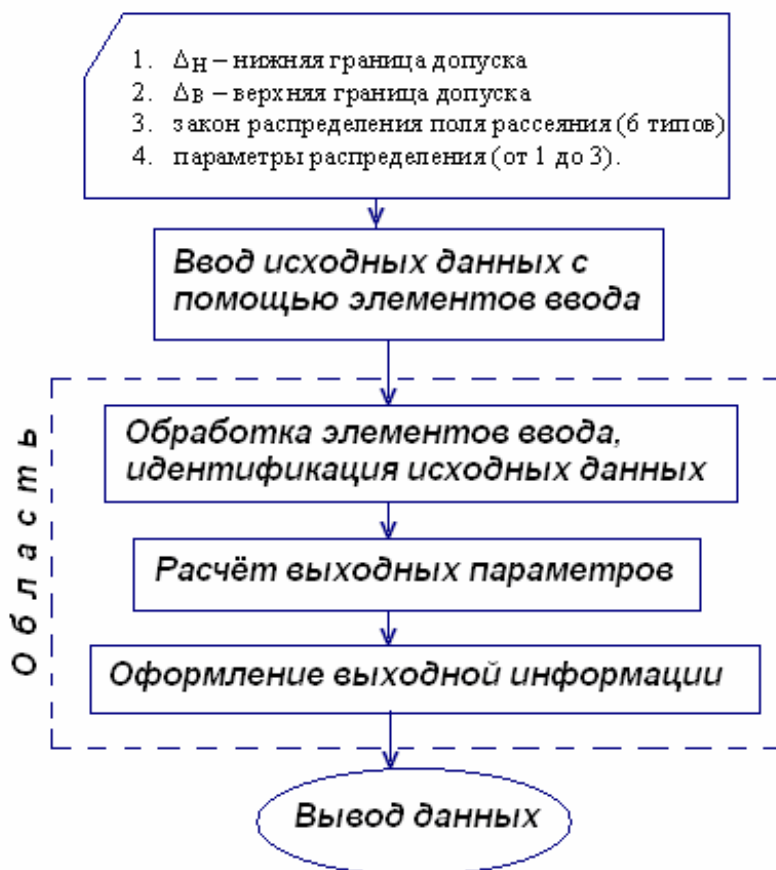 1. ΔН – нижняя граница допуска
2. ΔВ – верхняя граница допуска
3. закон распределения поля рассеяния (6 типов)
4. параметры распределения (от 1 до 3).
Ввод исходных данных с
помощью элементов ввода
Область
Обработка элементов ввода,
идентификация исходных данных
Расчёт выходных параметров
Оформление выходной информации
Вывод данных